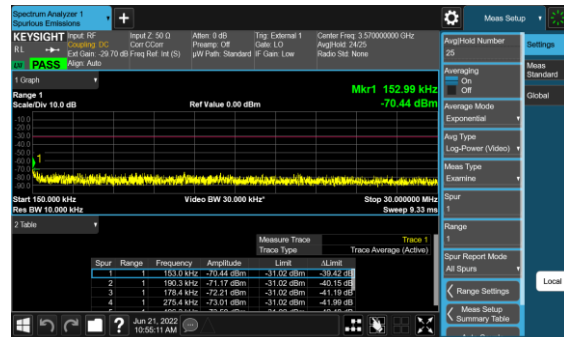 Spectrum Analyzer 1
Spurious Emissions
+
Meas Setup
KEYSIGHT
Input: RF
Input Z: 50 Ω
Atten: 0 dB
Trig: External 1
Center Freq: 3.570000000 GHz
RL
Coupling: DC
Corr CCorr
Preamp: Off
Gate: LO
Avg|Hold: 24/25
Ext Gain: -29.70 dB
Freq Ref: Int (S)
µW Path: Standard
IF Gain: Low
Radio Std: None
PASS
Align: Auto
1 Graph
Range 1
Mkr1 152.99 kHz
Scale/Div 10.0 dB
Ref Value 0.00 dBm
-70.44 dBm
-10.0
-20.0
-30.0
-40.0
-50.0
-60.0
-70.0
-80.0
-90.0
1
Start 150.000 kHz
Video BW 30.000 kHz*
Stop 30.000000 MHz
Res BW 10.000 kHz
Sweep 9.33 ms
2 Table
Measure Trace Trace 1
Trace Type Trace Average (Active)
Spur Range Frequency Amplitude Limit ΔLimit
1 1 153.0 kHz -70.44 dBm -31.02 dBm -39.42 dB
2 1 190.3 kHz -71.17 dBm -31.02 dBm -40.15 dB
3 1 178.4 kHz -72.21 dBm -31.02 dBm -41.19 dB
4 1 275.4 kHz -73.01 dBm -31.02 dBm -41.99 dB
Jun 21, 2022
10:55:11 AM
?
Avg|Hold Number
25
Averaging
On
Off
Average Mode
Exponential
Avg Type
Log-Power (Video)
Meas Type
Examine
Spur
1
Range
1
Spur Report Mode
All Spurs
Range Settings
Meas Setup
Summary Table
Settings
Meas
Standard
Global
Local